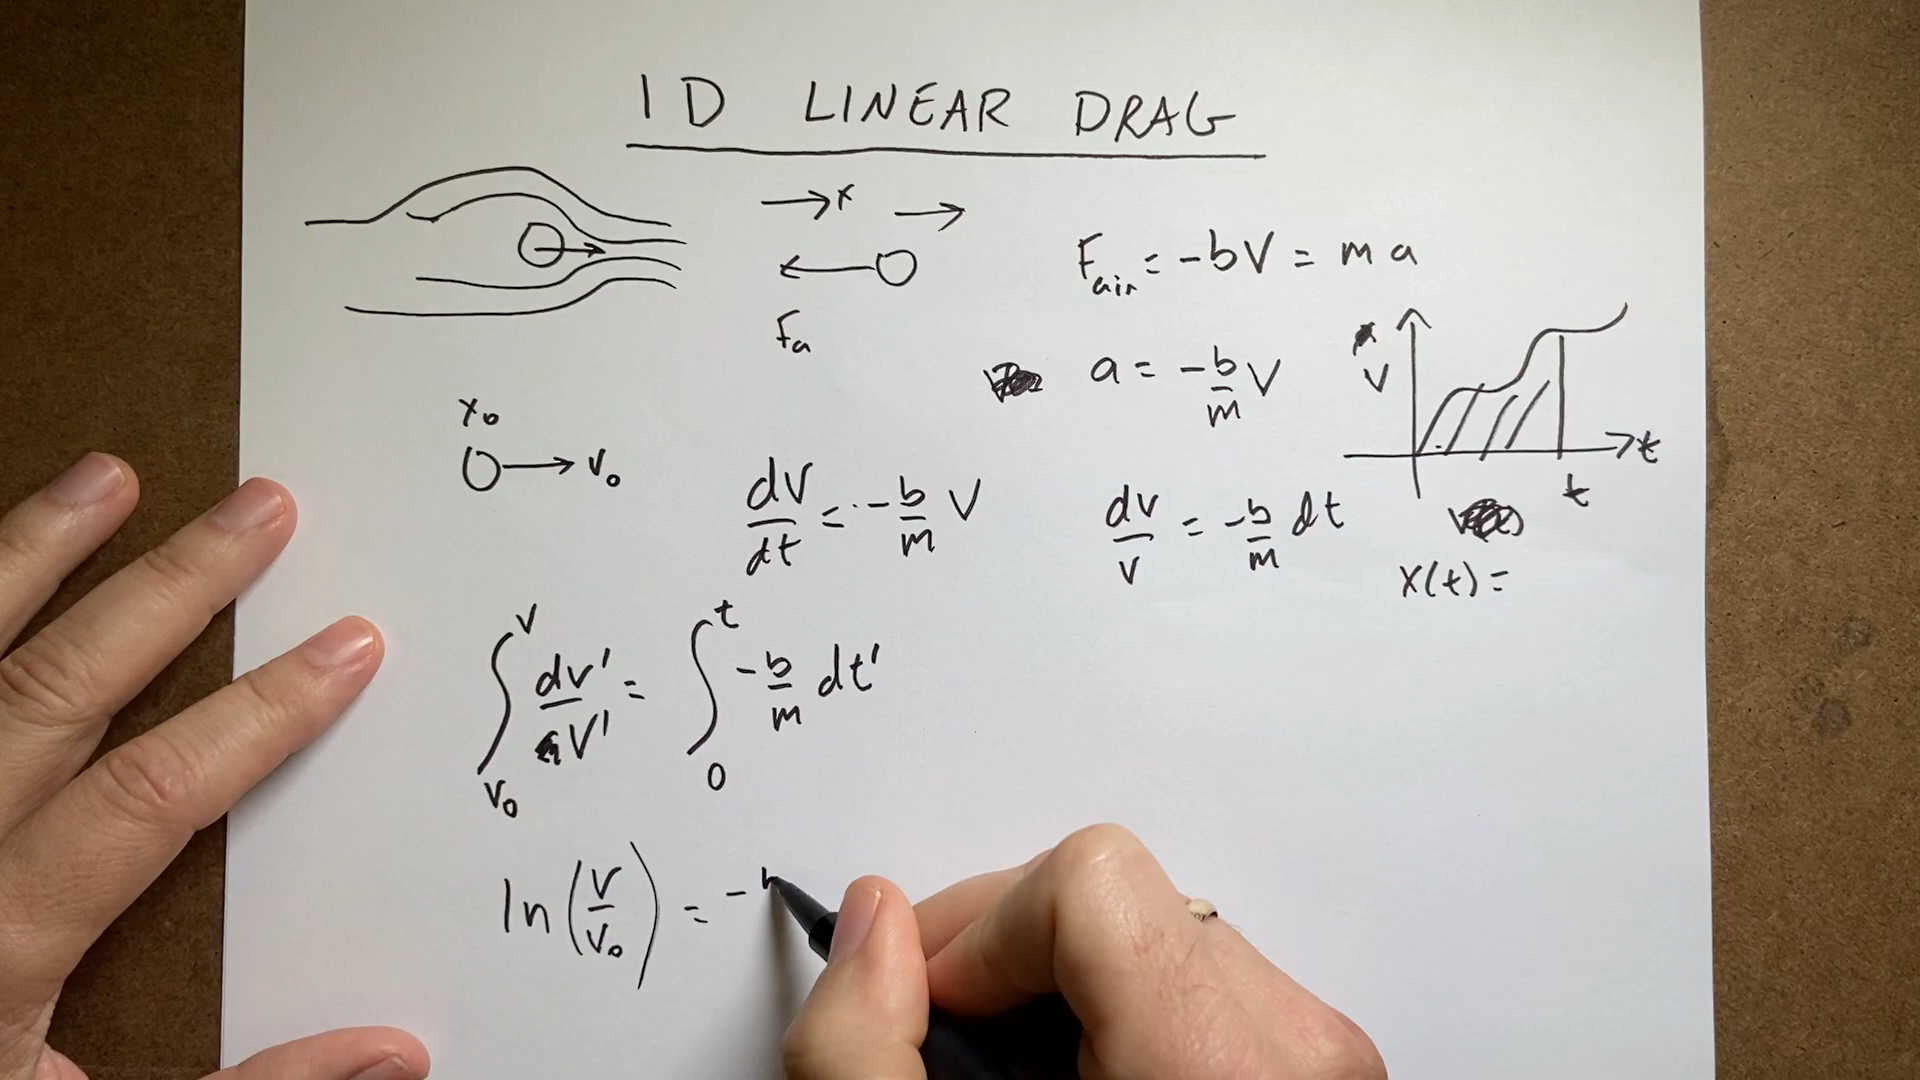 1D LINEAR DRAG
→x
F_air = -bV = ma
F_a
V
a = -b/m V
t
x_0
v_0
t
dv/dt = -b/m V
dv/v = -b/m dt
x(t) =
∫_{v_0}^{v} dv'/v' = ∫_0^t -b/m dt'
ln(v/v_0) = -b